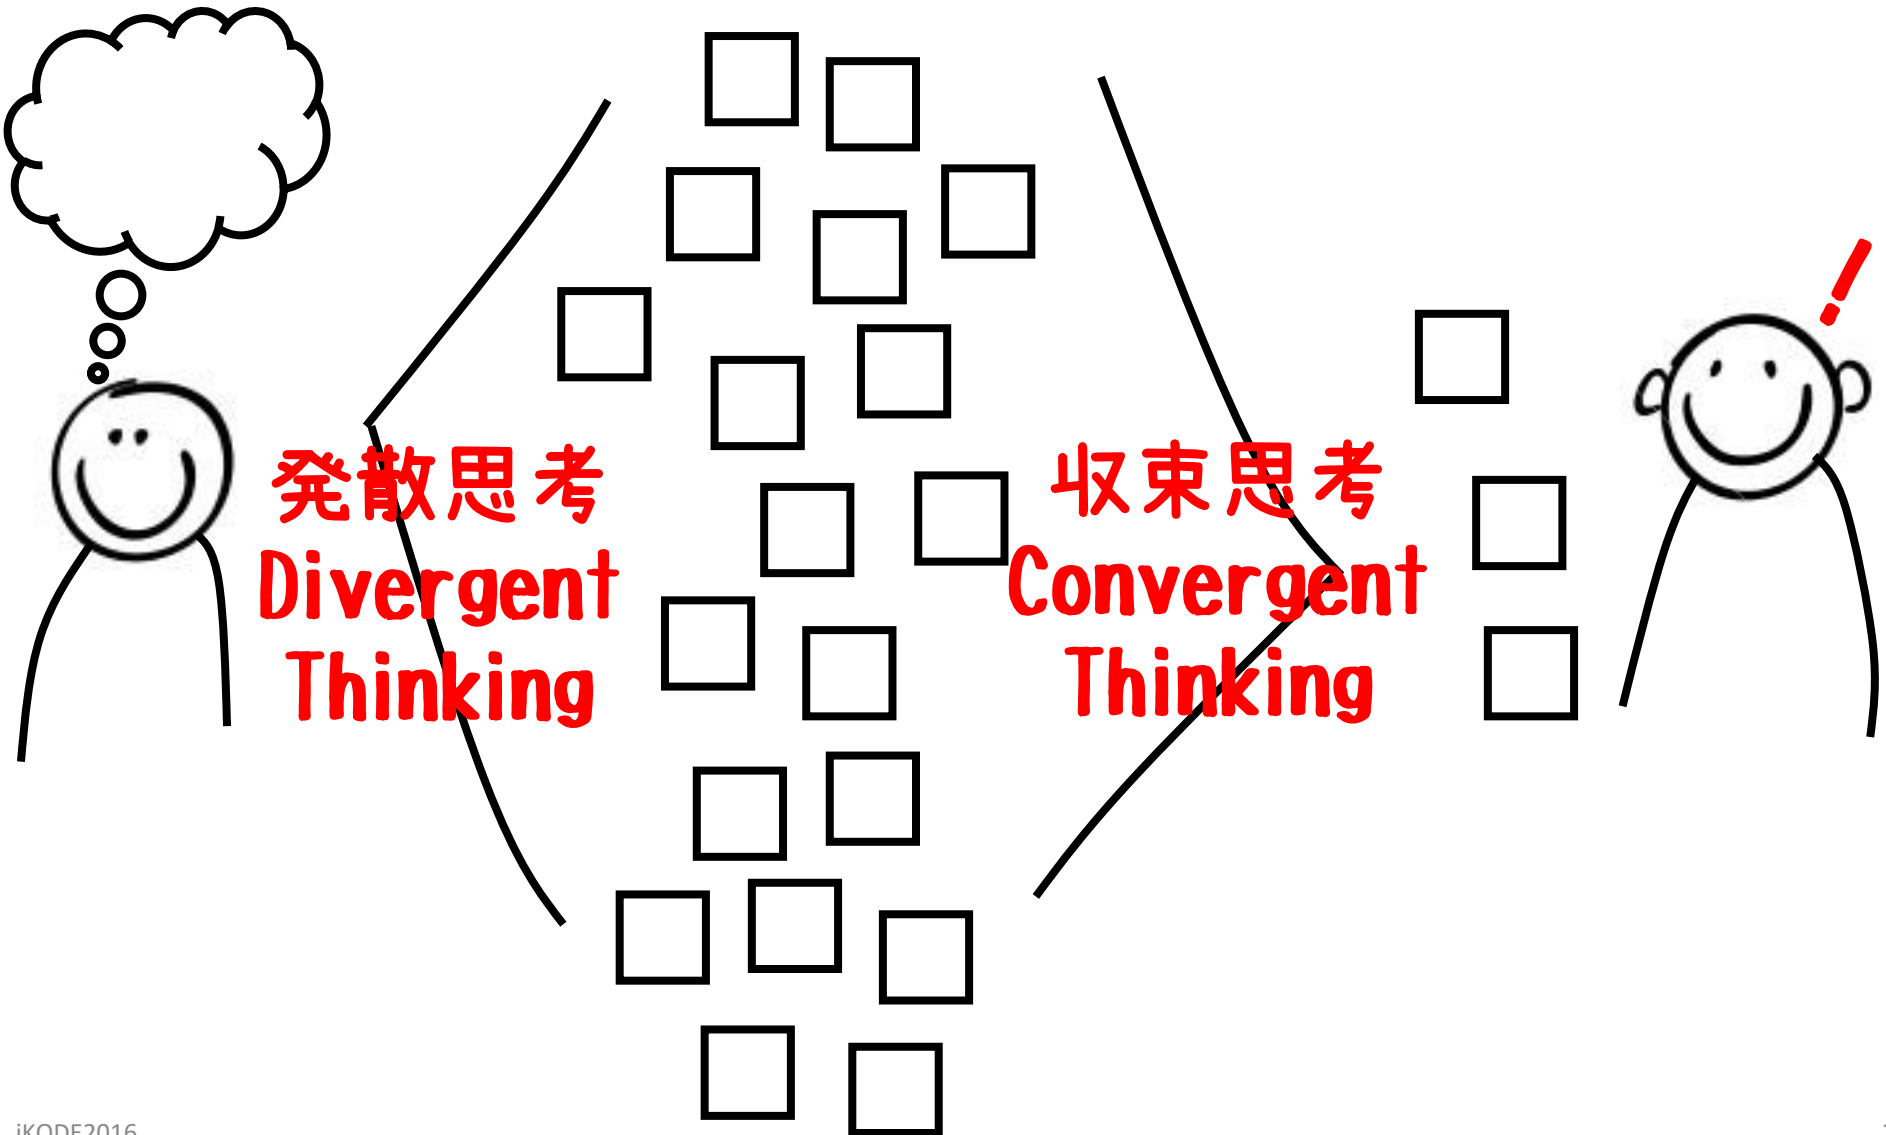 発散思考
Divergent
Thinking
収束思考
Convergent
Thinking
iKODE2016